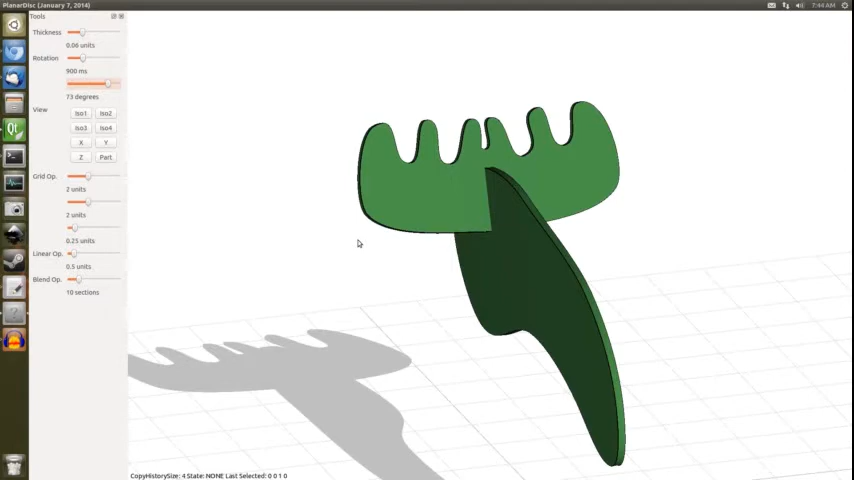 PlanarDisc (January 7, 2014)
7:44 AM
Tools
Thickness
0.06 units
Rotation
900 ms
73 degrees
View
Iso1 Iso2
Iso3 Iso4
X Y
Z Part
Grid Op.
2 units
2 units
0.25 units
Linear Op.
0.5 units
Blend Op.
10 sections
Qt
CopyHistorySize: 4 State: NONE Last Selected: 0 0 1 0